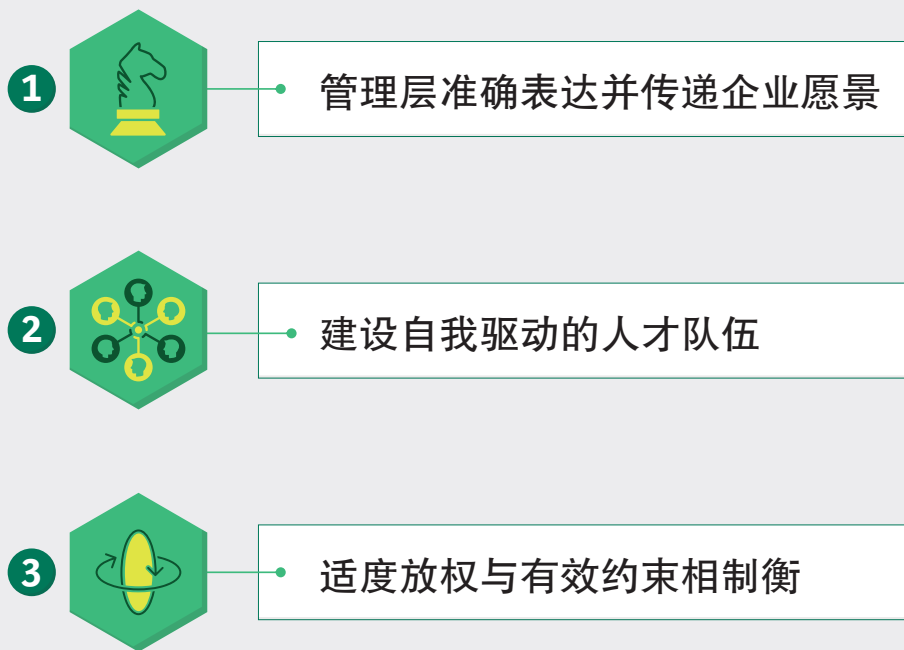 1
管理层准确表达并传递企业愿景
2
建设自我驱动的人才队伍
3
适度放权与有效约束相制衡